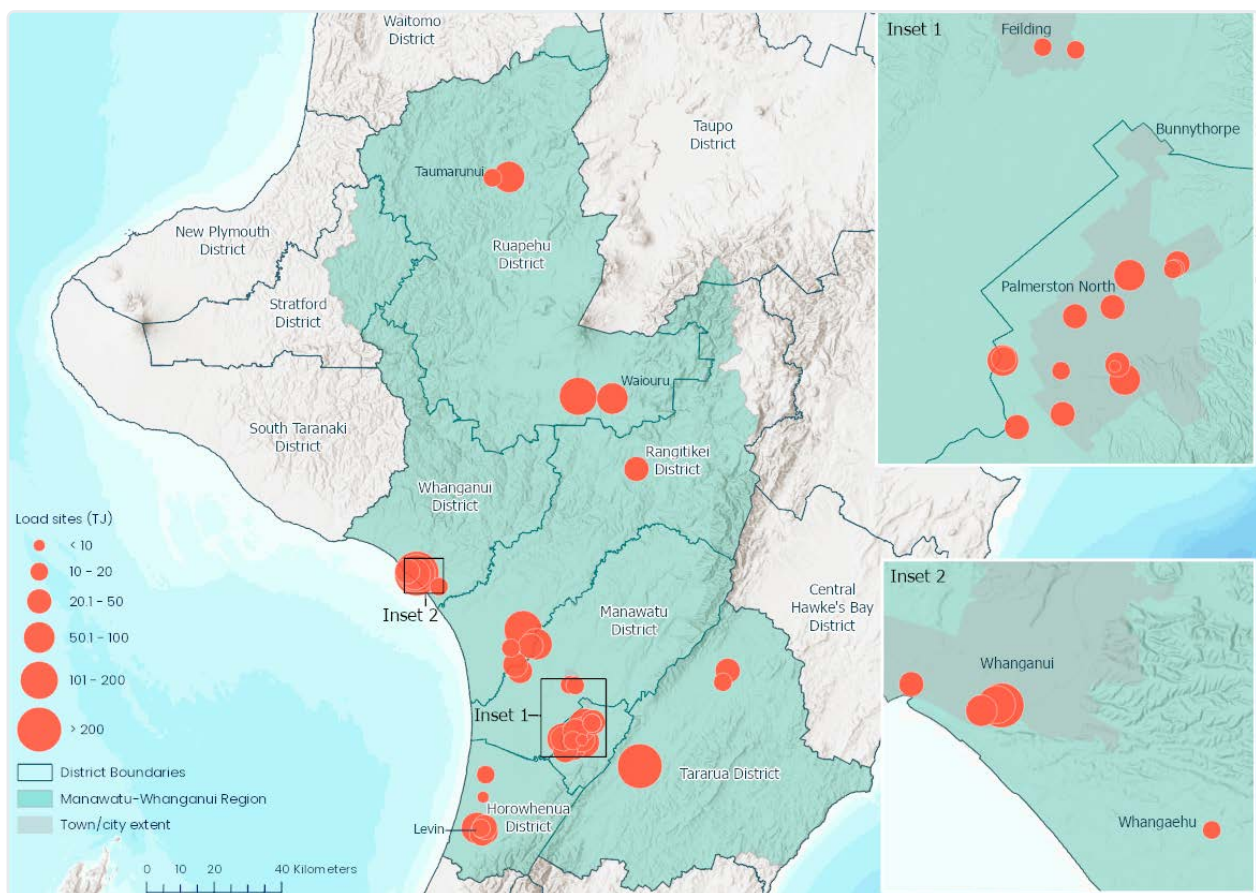 Waitomo
District
Inset 1
Feilding
Bunnythorpe
Taupo
District
Taumarunui
New Plymouth
District
Ruapehu
District
Stratford
District
Palmerston North
Waiouru
South Taranaki
District
Rangitikei
District
Whanganui
District
Load sites (TJ)
< 10
10 - 20
20.1 - 50
50.1 - 100
101 - 200
> 200
District Boundaries
Manawatu-Whanganui Region
Town/city extent
0 20 40 Kilometers
Inset 2
Manawatu
District
Central
Hawke's Bay
District
Inset 1
Tararua District
Horowhenua
District
Levin
Inset 2
Whanganui
Whangaehu